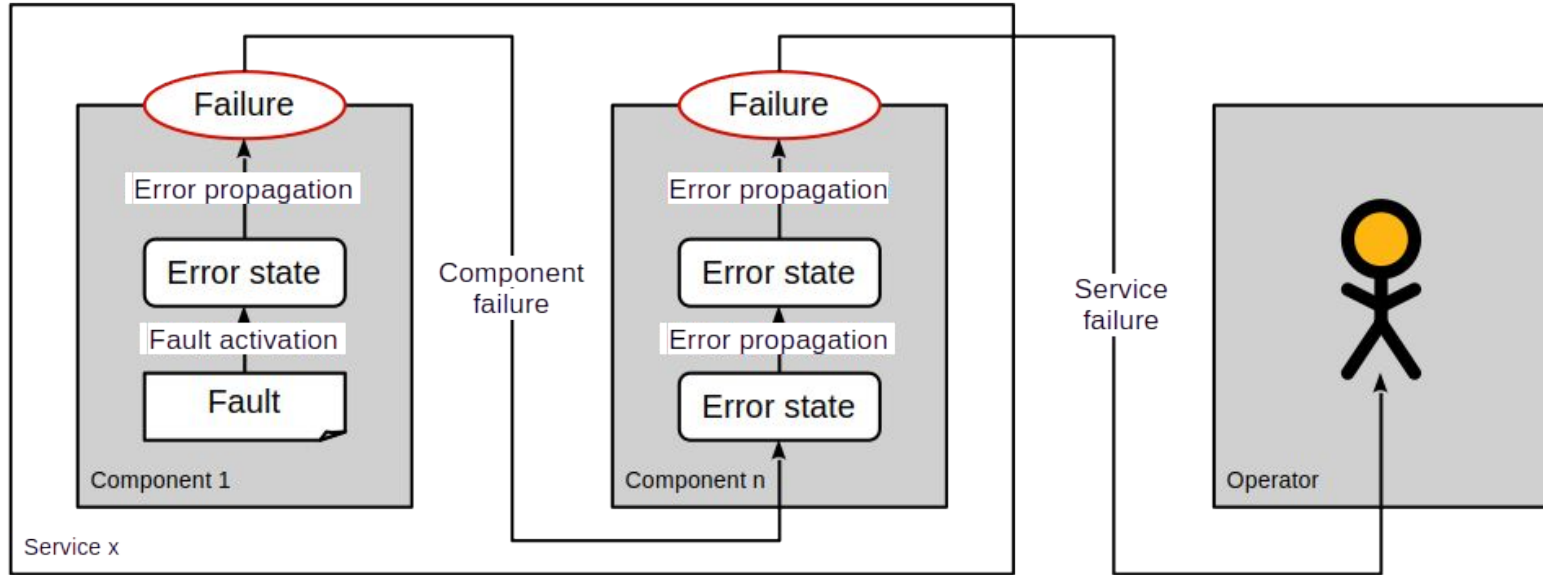 Failure
Error propagation
Error state
Fault activation
Fault
Component 1
Component
failure
Failure
Error propagation
Error state
Error propagation
Error state
Component n
Service x
Service
failure
Operator